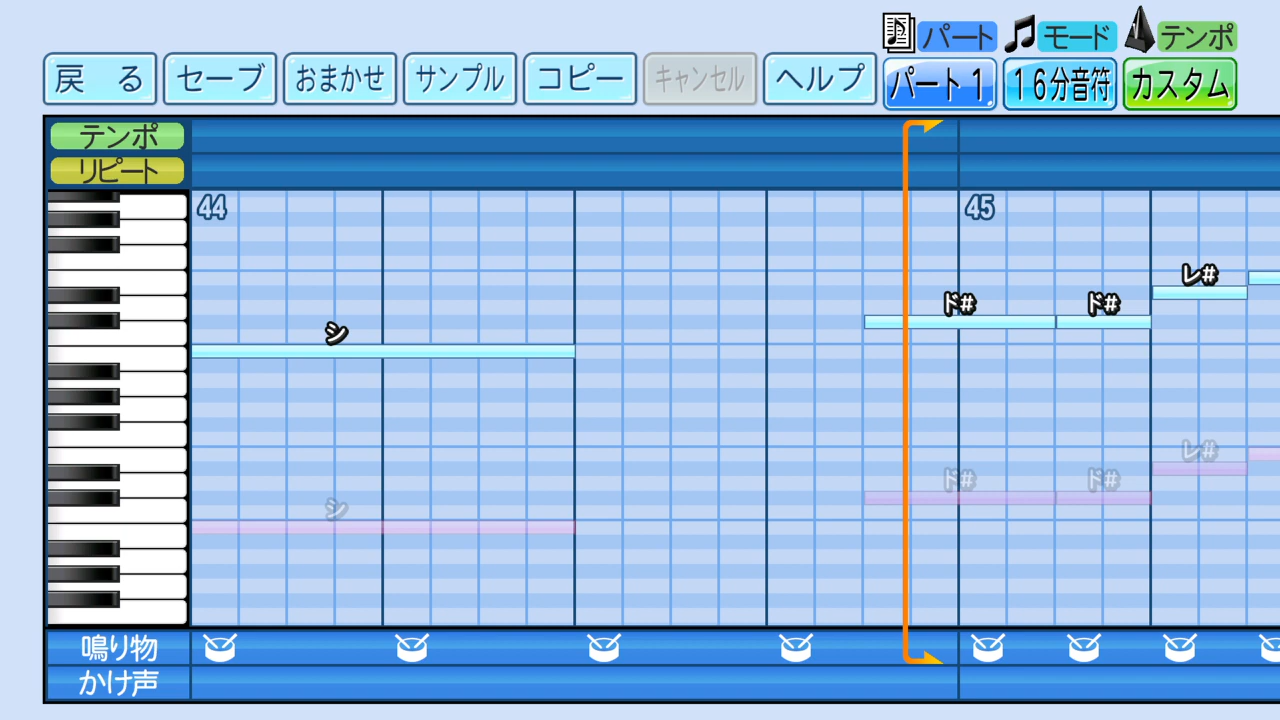 パート モード テンポ
戻る セーブ おまかせ サンプル コピー キャンセル ヘルプ パート1 16分音符 カスタム
テンポ
リピート
44 45
レ#
ド# ド#
シ
レ#
ド# ド#
シ
鳴り物
かけ声